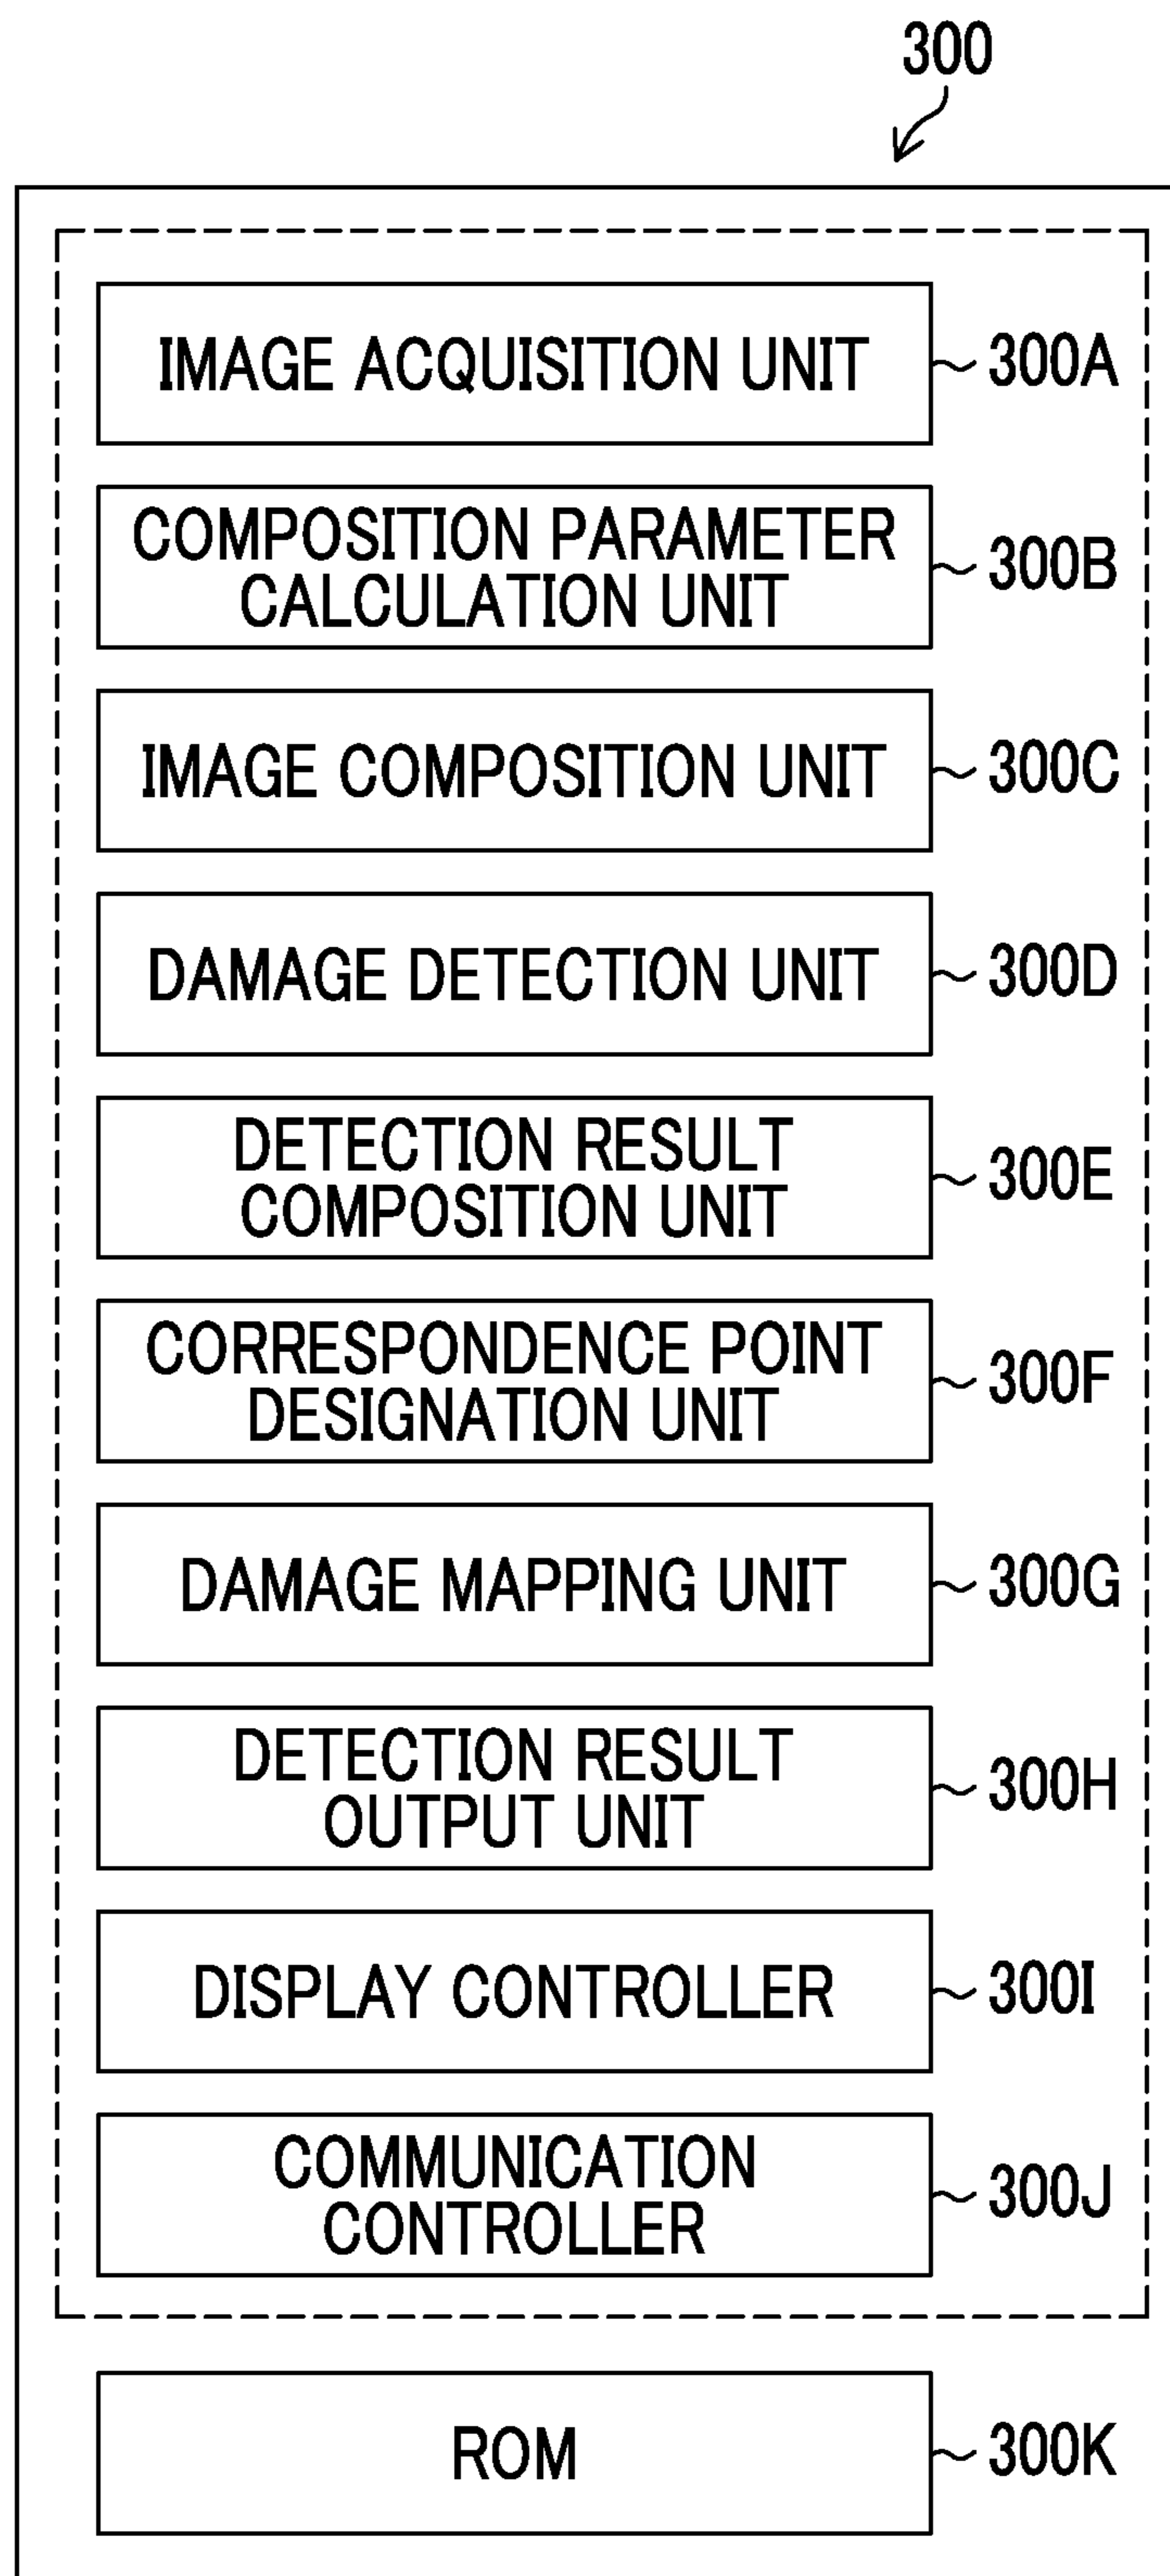 300
IMAGE ACQUISITION UNIT
300A
COMPOSITION PARAMETER
CALCULATION UNIT
300B
IMAGE COMPOSITION UNIT
300C
DAMAGE DETECTION UNIT
300D
DETECTION RESULT
COMPOSITION UNIT
300E
CORRESPONDENCE POINT
DESIGNATION UNIT
300F
DAMAGE MAPPING UNIT
300G
DETECTION RESULT
OUTPUT UNIT
300H
DISPLAY CONTROLLER
300I
COMMUNICATION
CONTROLLER
300J
ROM
300K